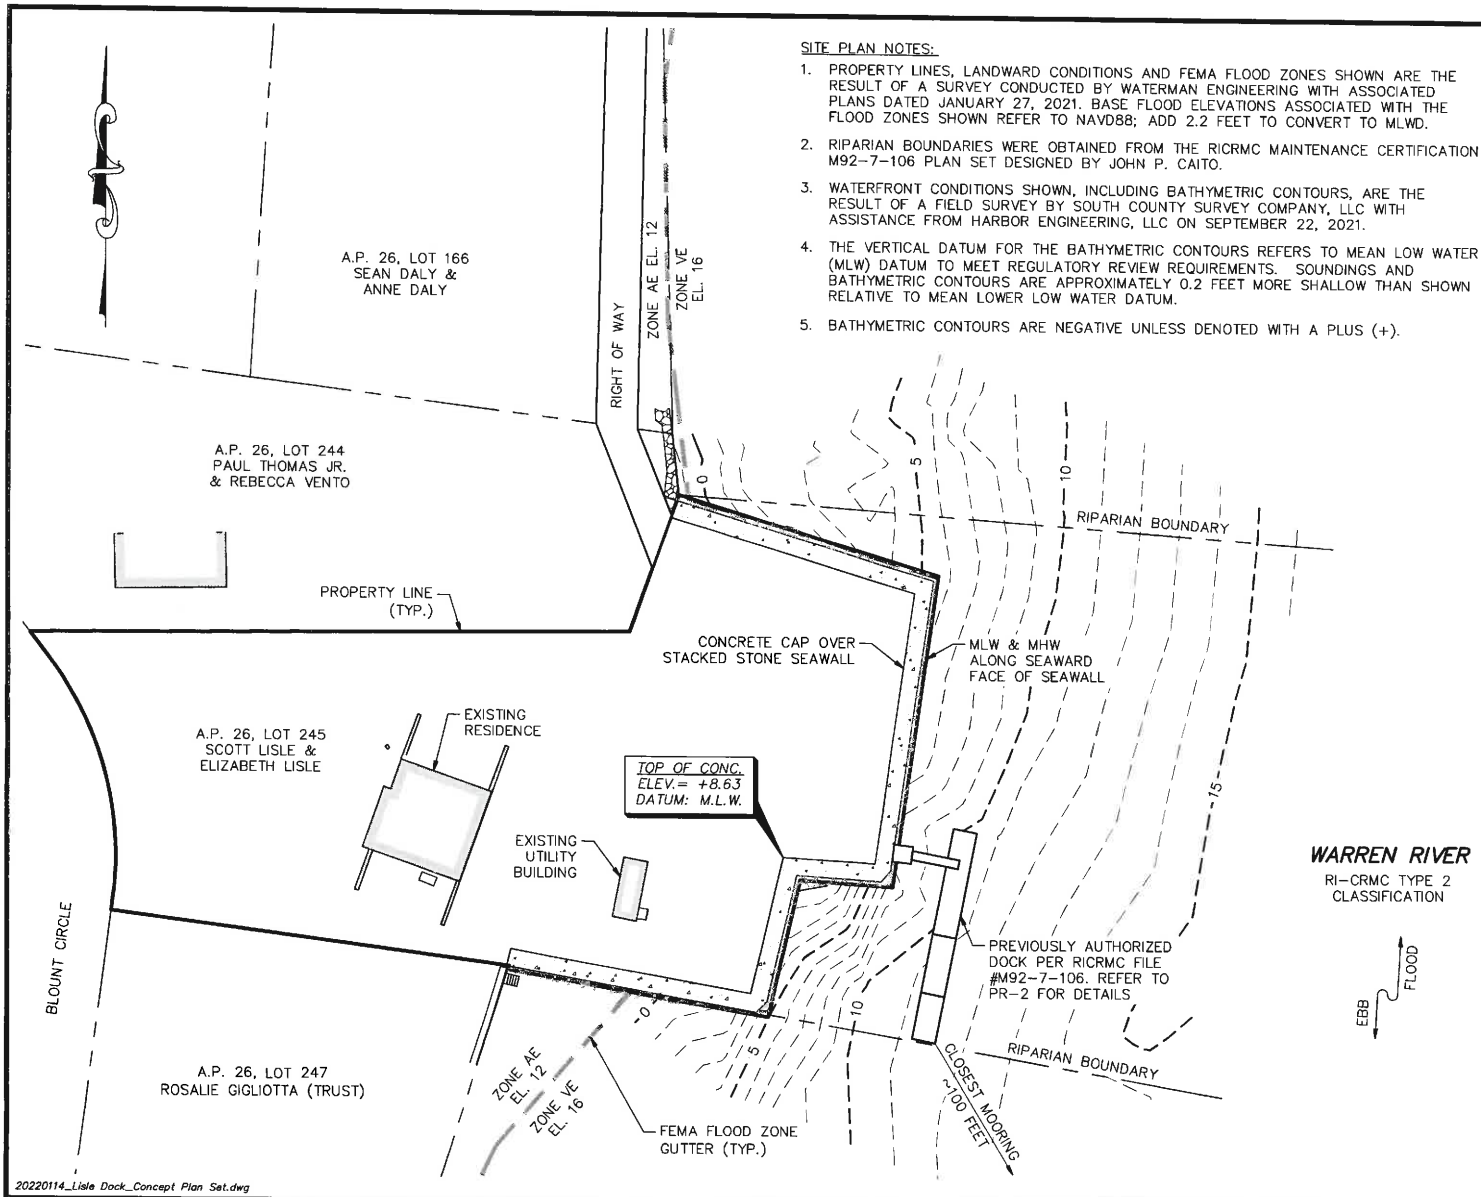 SITE PLAN NOTES:
1. PROPERTY LINES, LANDWARD CONDITIONS AND FEMA FLOOD ZONES SHOWN ARE THE
RESULT OF A SURVEY CONDUCTED BY WATERMAN ENGINEERING WITH ASSOCIATED
PLANS DATED JANUARY 27, 2021. BASE FLOOD ELEVATIONS ASSOCIATED WITH THE
FLOOD ZONES SHOWN REFER TO NAVD88; ADD 2.2 FEET TO CONVERT TO MLWD.
2. RIPARIAN BOUNDARIES WERE OBTAINED FROM THE RICRMC MAINTENANCE CERTIFICATION
M92-7-106 PLAN SET DESIGNED BY JOHN P. CAITO.
3. WATERFRONT CONDITIONS SHOWN, INCLUDING BATHYMETRIC CONTOURS, ARE THE
RESULT OF A FIELD SURVEY BY SOUTH COUNTY SURVEY COMPANY, LLC WITH
ASSISTANCE FROM HARBOR ENGINEERING, LLC ON SEPTEMBER 22, 2021.
4. THE VERTICAL DATUM FOR THE BATHYMETRIC CONTOURS REFERS TO MEAN LOW WATER
(MLW) DATUM TO MEET REGULATORY REVIEW REQUIREMENTS. SOUNDINGS AND
BATHYMETRIC CONTOURS ARE APPROXIMATELY 0.2 FEET MORE SHALLOW THAN SHOWN
RELATIVE TO MEAN LOWER LOW WATER DATUM.
5. BATHYMETRIC CONTOURS ARE NEGATIVE UNLESS DENOTED WITH A PLUS (+).
A.P. 26, LOT 166
SEAN DALY &
ANNE DALY
RIGHT OF WAY
ZONE AE EL. 12
ZONE VE
EL. 16
A.P. 26, LOT 244
PAUL THOMAS JR.
& REBECCA VENTO
0
5
10
RIPARIAN BOUNDARY
PROPERTY LINE
(TYP.)
CONCRETE CAP OVER
STACKED STONE SEAWALL
MLW & MHW
ALONG SEAWARD
FACE OF SEAWALL
A.P. 26, LOT 245
SCOTT LISLE &
ELIZABETH LISLE
EXISTING
RESIDENCE
TOP OF CONC.
ELEV.= +8.63
DATUM: M.L.W.
15
EXISTING
UTILITY
BUILDING
WARREN RIVER
RI-CRMC TYPE 2
CLASSIFICATION
BLOUNT CIRCLE
PREVIOUSLY AUTHORIZED
DOCK PER RICRMC FILE
#M92-7-106. REFER TO
PR-2 FOR DETAILS
EBB
FLOOD
0
5
10
RIPARIAN BOUNDARY
A.P. 26, LOT 247
ROSALIE GIGLIOTTA (TRUST)
ZONE AE
EL. 12
ZONE VE
EL. 16
CLOSEST MOORING
~100 FEET
FEMA FLOOD ZONE
GUTTER (TYP.)
20220114_Lisle Dock_Concept Plan Set.dwg